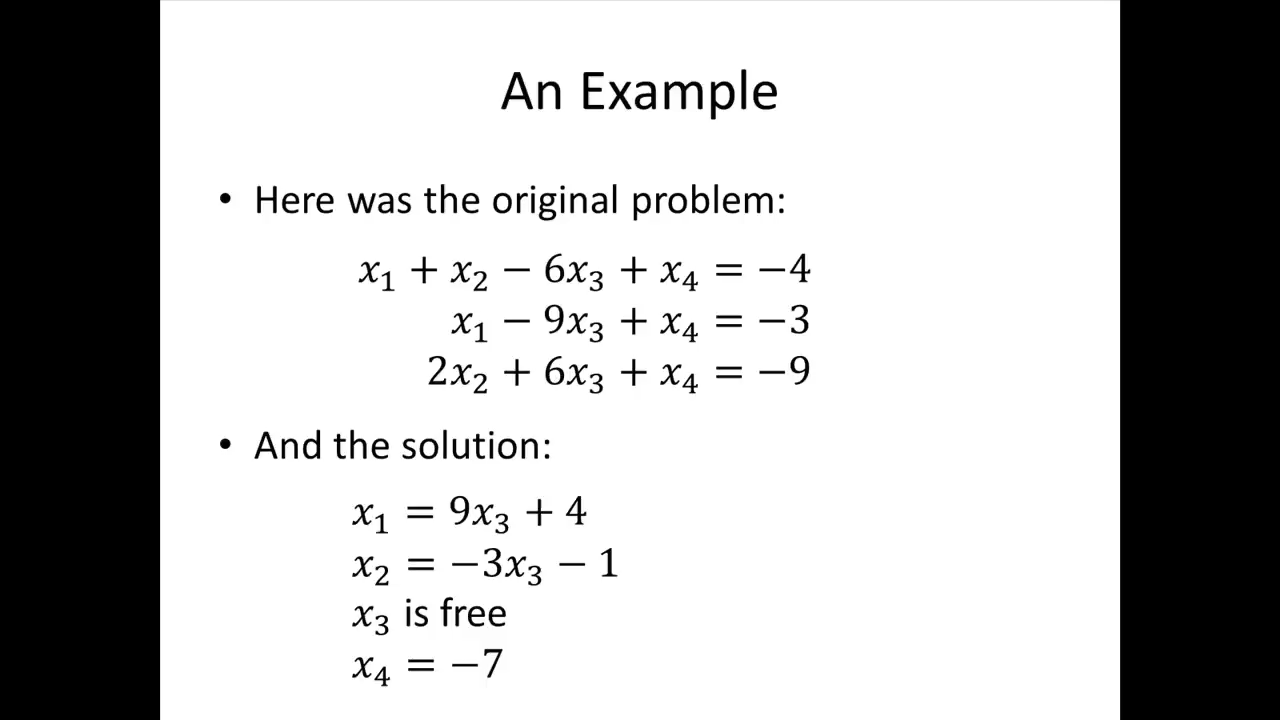 An Example
• Here was the original problem:
x₁ + x₂ − 6x₃ + x₄ = −4
x₁ − 9x₃ + x₄ = −3
2x₂ + 6x₃ + x₄ = −9
• And the solution:
x₁ = 9x₃ + 4
x₂ = −3x₃ − 1
x₃ is free
x₄ = −7